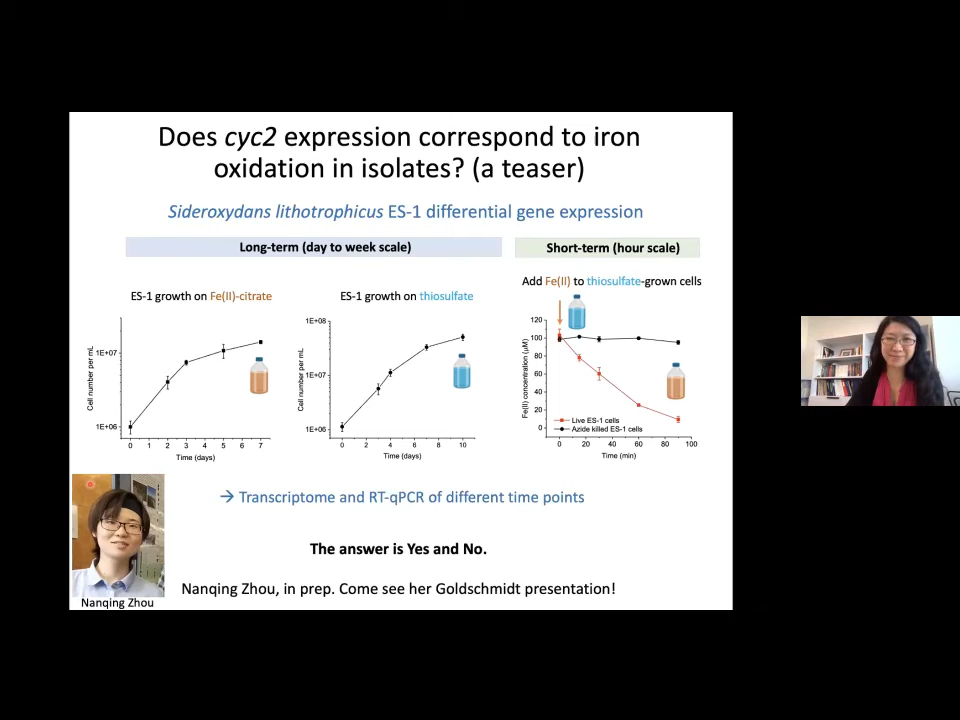 Does cyc2 expression correspond to iron
oxidation in isolates? (a teaser)
Sideroxydans lithotrophicus ES-1 differential gene expression
Long-term (day to week scale)
Short-term (hour scale)
ES-1 growth on Fe(II)-citrate
ES-1 growth on thiosulfate
Add Fe(II) to thiosulfate-grown cells
Cell number per mL
1E+07
1E+06
0 1 2 3 4 5 6 7
Time (days)
Cell number per mL
1E+08
1E+07
1E+06
0 2 4 6 8 10
Time (days)
Fe(II) concentration (µM)
120
100
80
60
40
20
0
Live ES-1 cells
Azide killed ES-1 cells
0 20 40 60 80 100
Time (min)
→ Transcriptome and RT-qPCR of different time points
The answer is Yes and No.
Nanqing Zhou, in prep. Come see her Goldschmidt presentation!
Nanqing Zhou